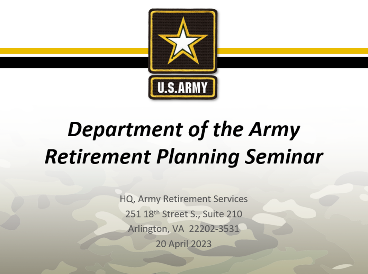 U.S.ARMY
Department of the Army
Retirement Planning Seminar
HQ, Army Retirement Services
251 18th Street S., Suite 210
Arlington, VA  22202-3531
20 April 2023